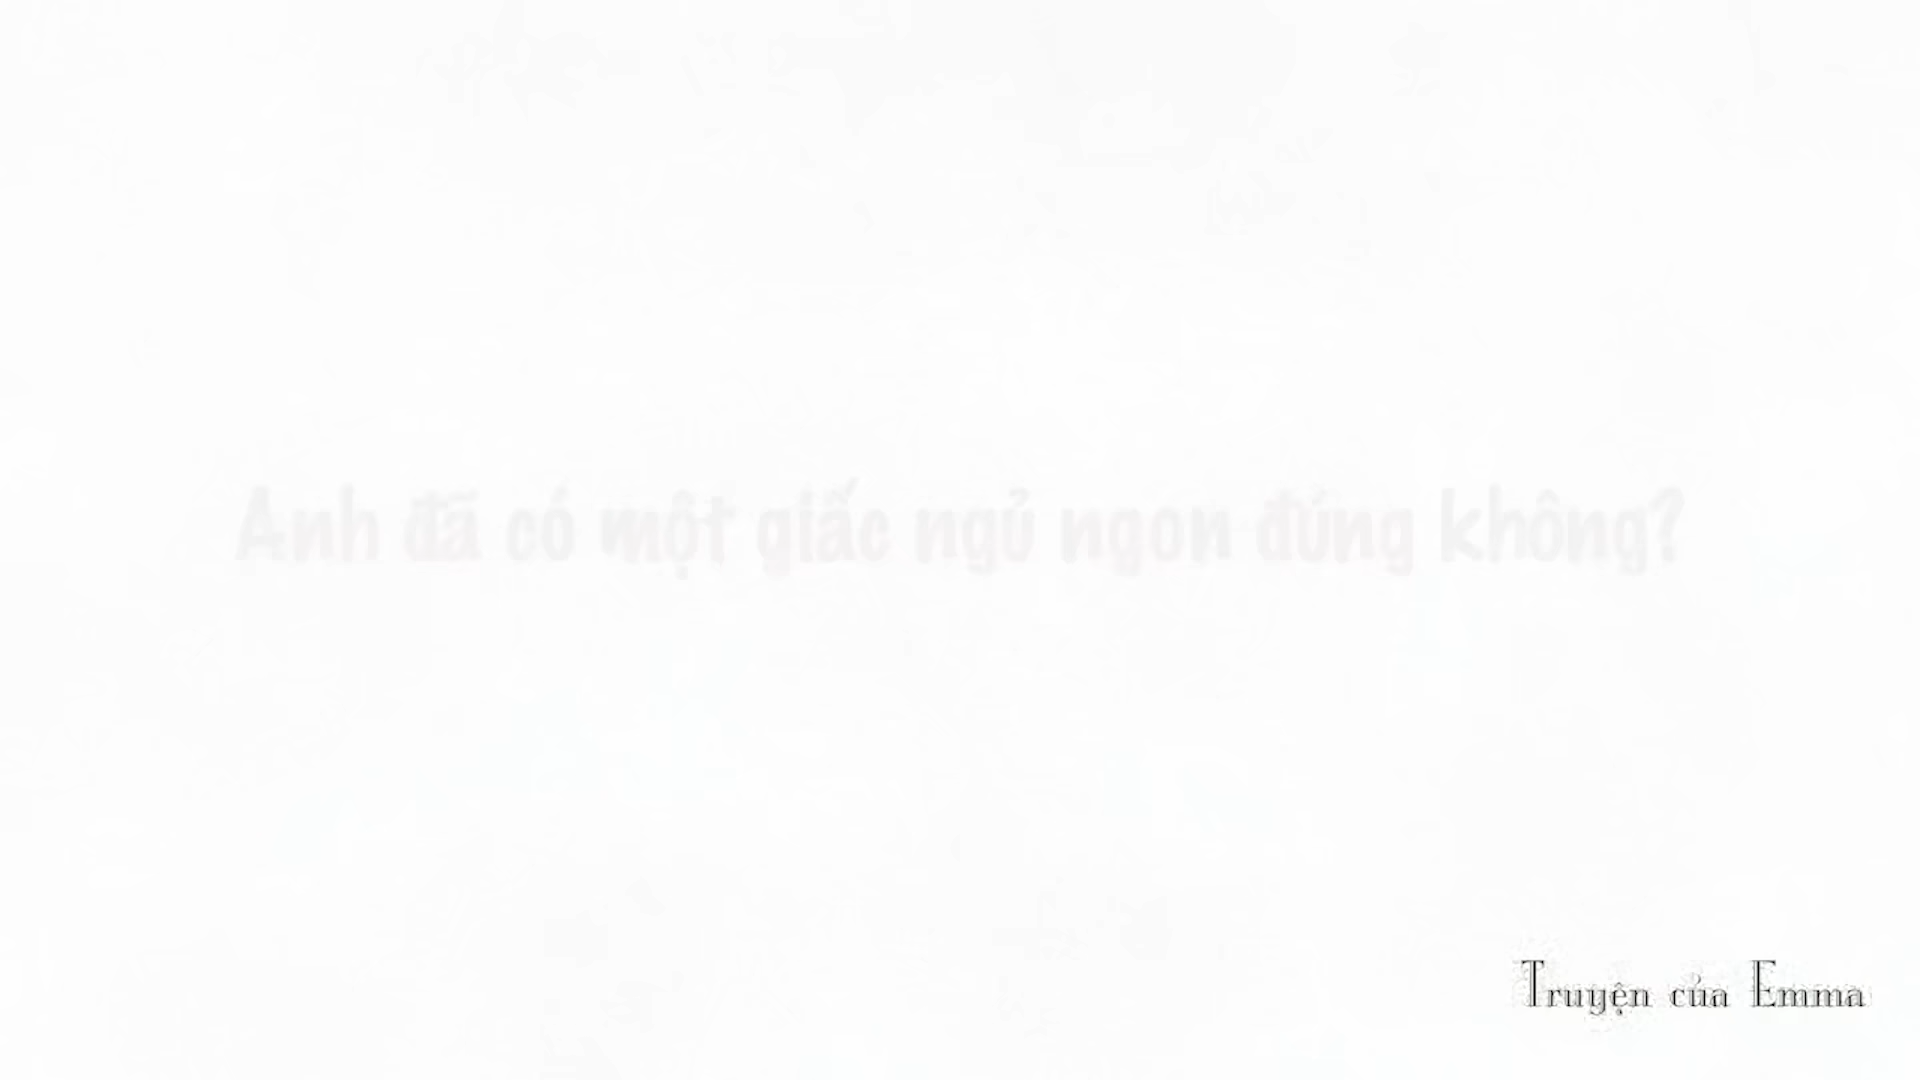 Anh đã có một giấc ngủ ngon đúng không?
Truyện của Emma